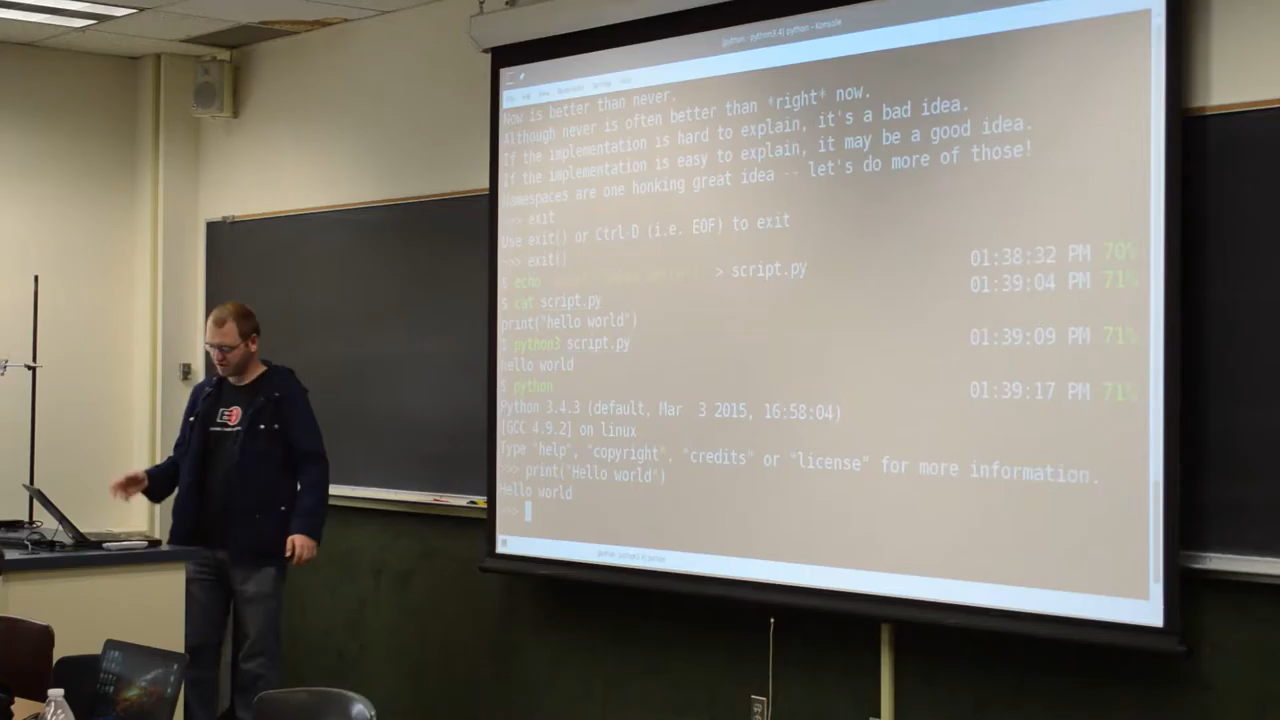 (python : python3.4) python - Konsole
Now is better than never.
Although never is often better than *right* now.
If the implementation is hard to explain, it's a bad idea.
If the implementation is easy to explain, it may be a good idea.
Namespaces are one honking great idea -- let's do more of those!
>>> exit
Use exit() or Ctrl-D (i.e. EOF) to exit
>>> exit()
$ echo > script.py 01:38:32 PM 70%
$ cat script.py 01:39:04 PM 71%
print("hello world")
$ python3 script.py 01:39:09 PM 71%
hello world
$ python 01:39:17 PM 71%
Python 3.4.3 (default, Mar 3 2015, 16:58:04)
[GCC 4.9.2] on linux
Type "help", "copyright", "credits" or "license" for more information.
>>> print("Hello world")
Hello world
>>>